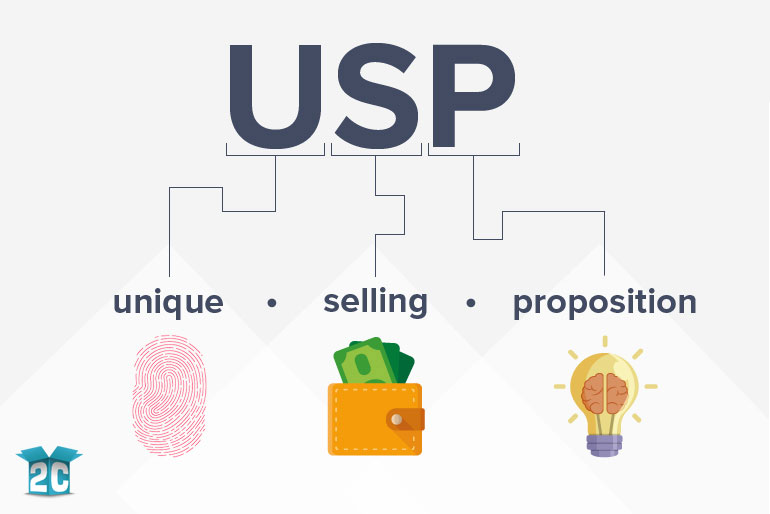 USP
unique • selling • proposition
2C